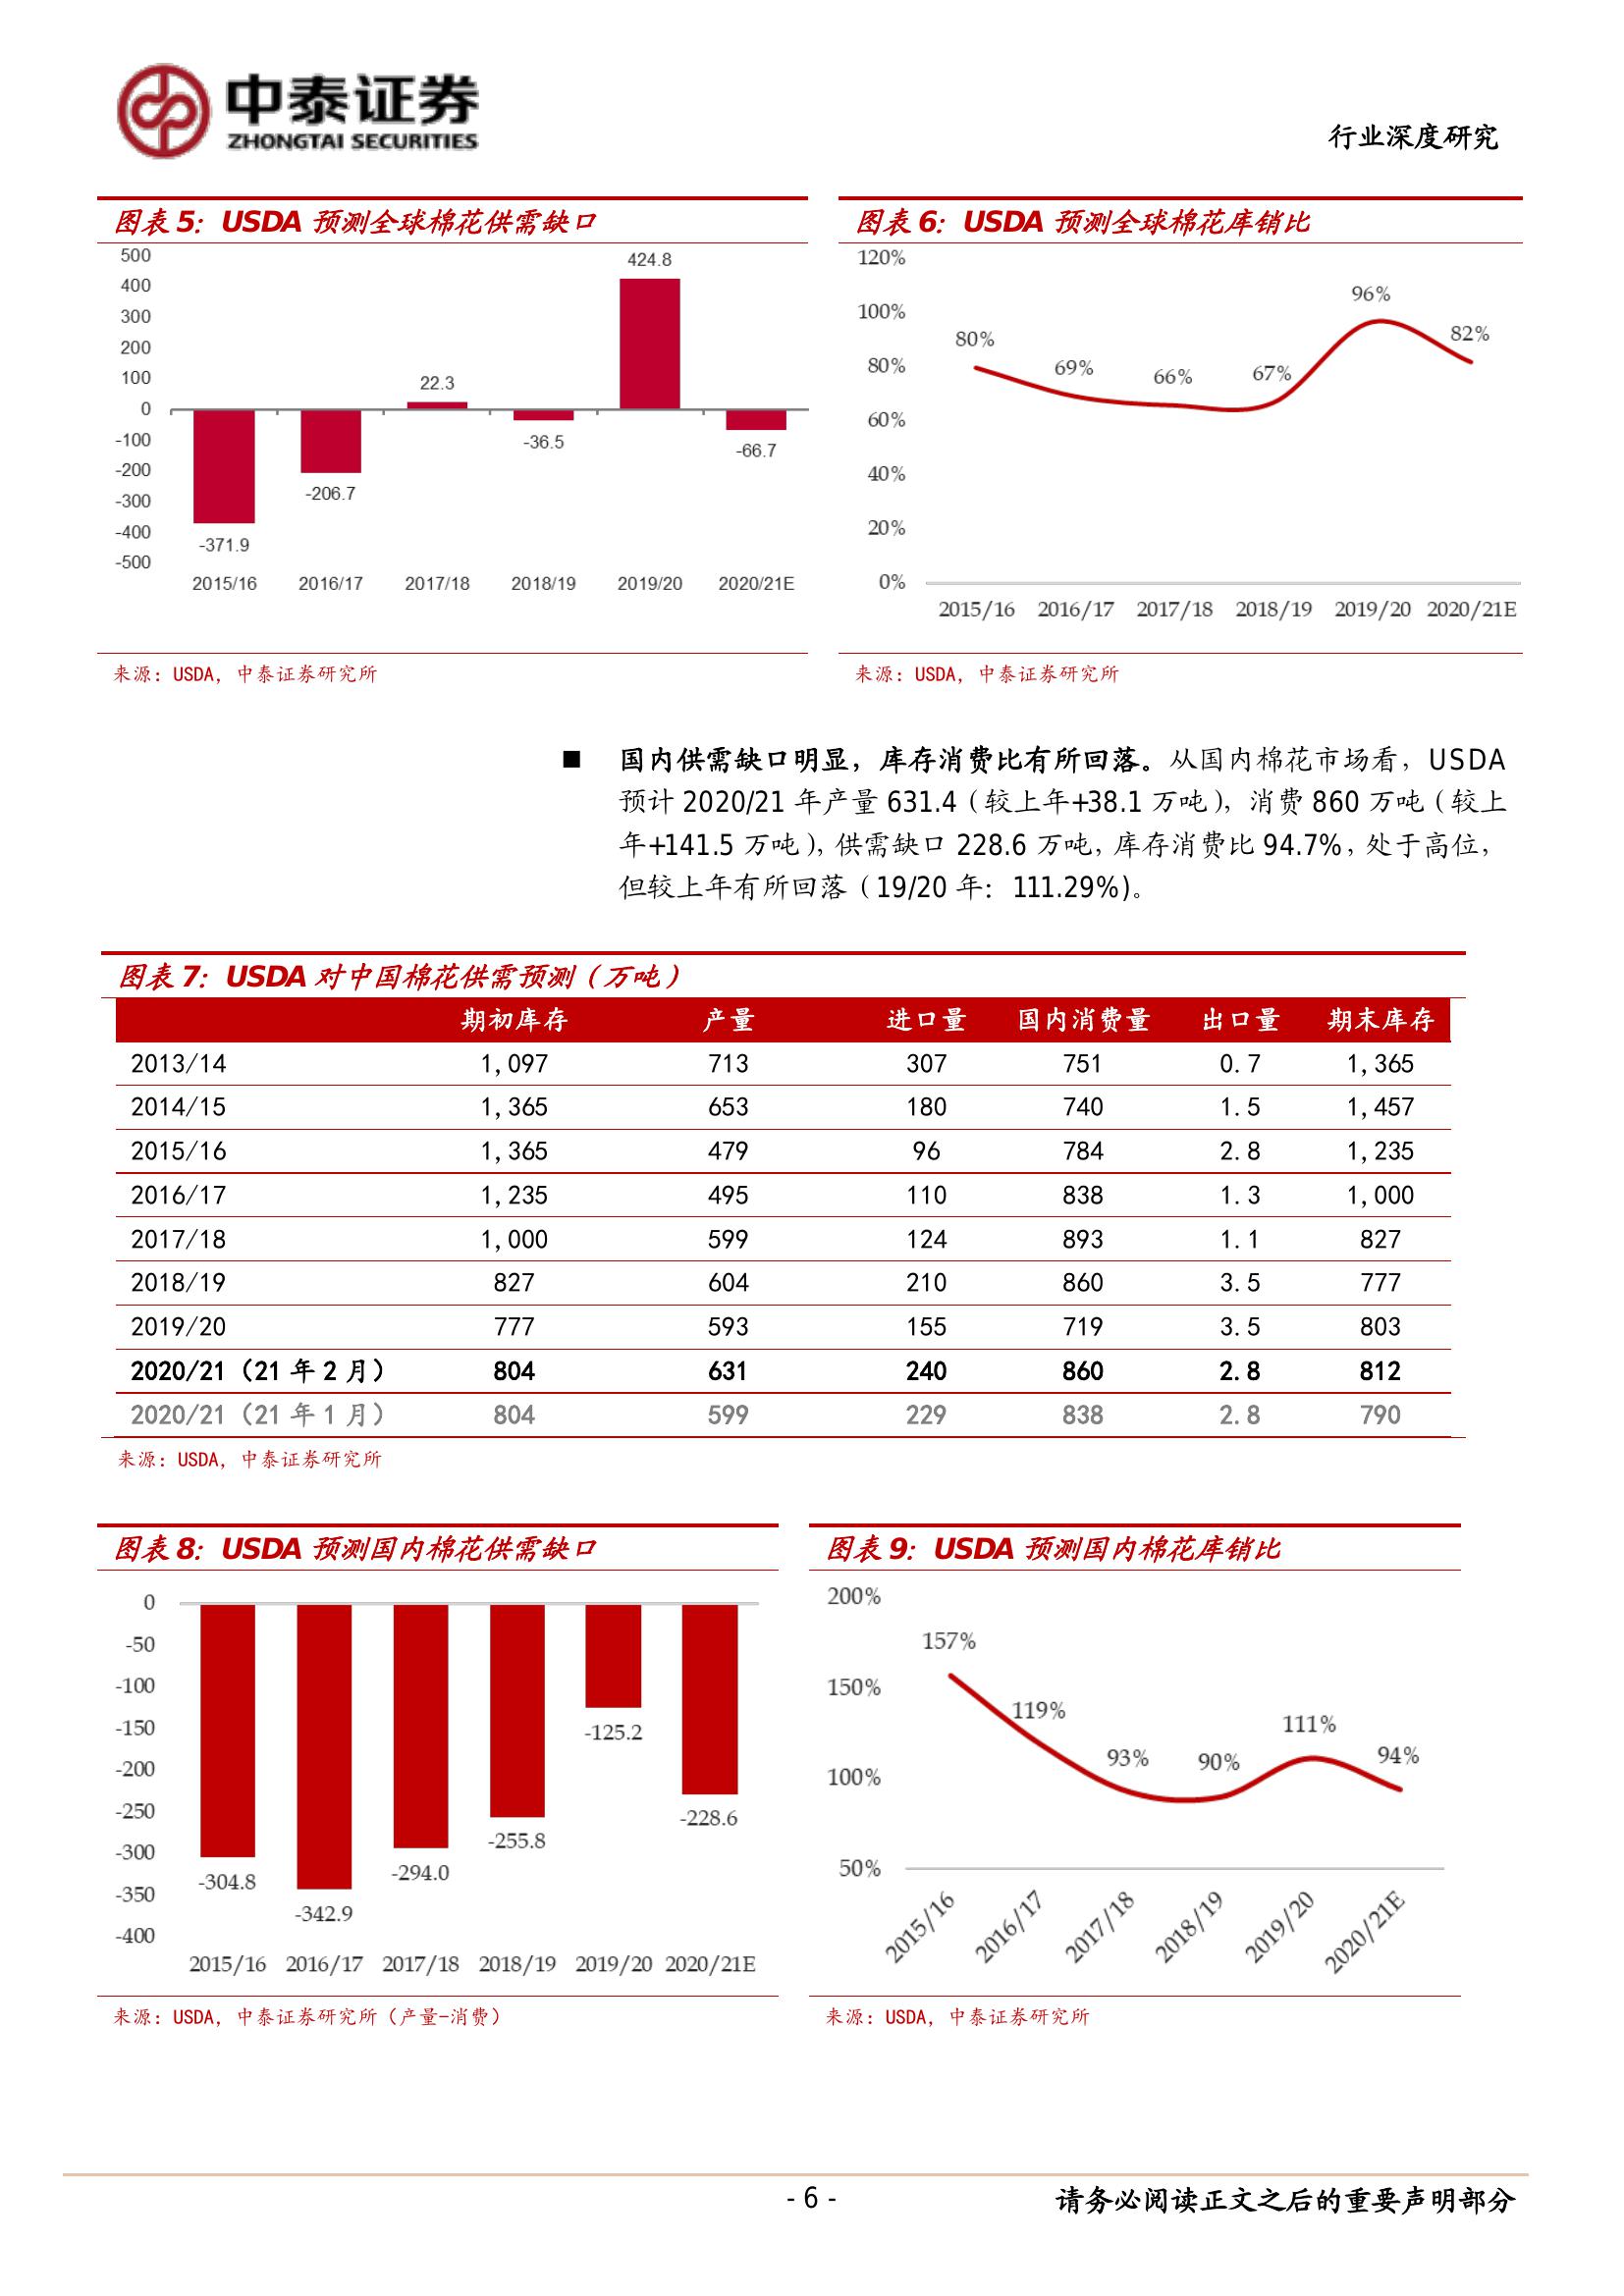 中泰证券
ZHONGTAI SECURITIES
行业深度研究
图表 5：USDA 预测全球棉花供需缺口
500
400
300
200
100
0
-100
-200
-300
-400
-500
424.8
22.3
-36.5
-66.7
-206.7
-371.9
2015/16 2016/17 2017/18 2018/19 2019/20 2020/21E
来源：USDA，中泰证券研究所
图表 6：USDA 预测全球棉花库销比
120%
100%
80%
60%
40%
20%
0%
80%
69%
66%
67%
96%
82%
2015/16 2016/17 2017/18 2018/19 2019/20 2020/21E
来源：USDA，中泰证券研究所
■ 国内供需缺口明显，库存消费比有所回落。从国内棉花市场看，USDA
预计 2020/21 年产量 631.4（较上年+38.1 万吨），消费 860 万吨（较上
年+141.5 万吨），供需缺口 228.6 万吨，库存消费比 94.7%，处于高位，
但较上年有所回落（19/20 年：111.29%)。
图表 7：USDA 对中国棉花供需预测（万吨）
期初库存 产量 进口量 国内消费量 出口量 期末库存
2013/14 1,097 713 307 751 0.7 1,365
2014/15 1,365 653 180 740 1.5 1,457
2015/16 1,365 479 96 784 2.8 1,235
2016/17 1,235 495 110 838 1.3 1,000
2017/18 1,000 599 124 893 1.1 827
2018/19 827 604 210 860 3.5 777
2019/20 777 593 155 719 3.5 803
2020/21（21 年 2 月） 804 631 240 860 2.8 812
2020/21（21 年 1 月） 804 599 229 838 2.8 790
来源：USDA，中泰证券研究所
图表 8：USDA 预测国内棉花供需缺口
0
-50
-100
-150
-200
-250
-300
-350
-400
-304.8
-342.9
-294.0
-255.8
-125.2
-228.6
2015/16 2016/17 2017/18 2018/19 2019/20 2020/21E
来源：USDA，中泰证券研究所（产量-消费）
图表 9：USDA 预测国内棉花库销比
200%
150%
100%
50%
157%
119%
93%
90%
111%
94%
2015/16 2016/17 2017/18 2018/19 2019/20 2020/21E
来源：USDA，中泰证券研究所
- 6 -
请务必阅读正文之后的重要声明部分